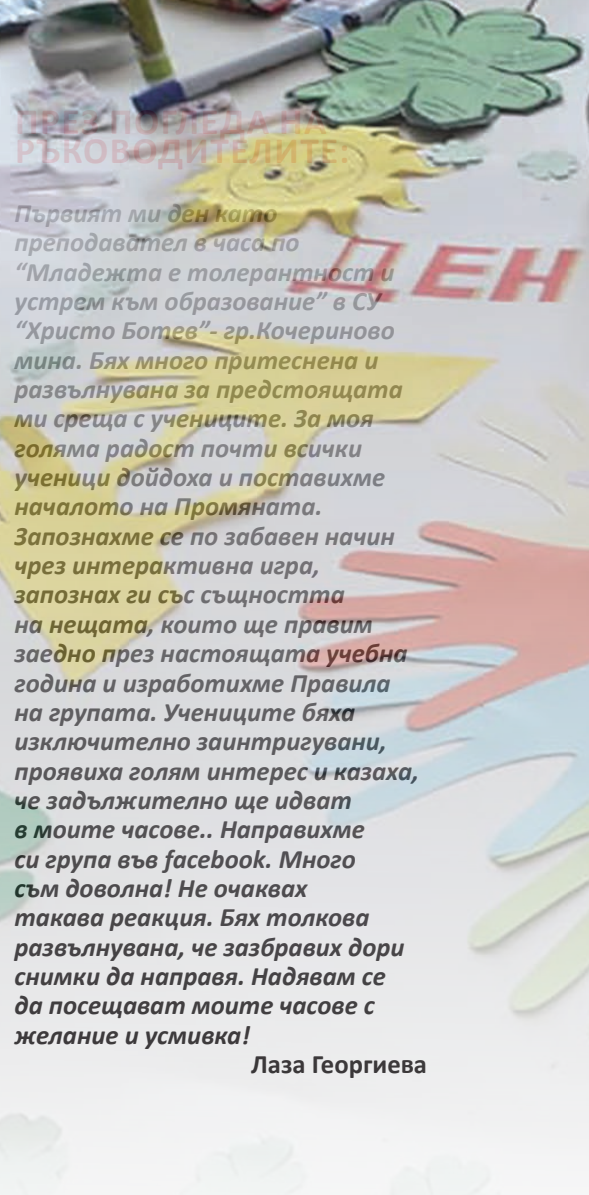 ПРЕЗ ПОГЛЕДА НА
РЪКОВОДИТЕЛИТЕ:
ДЕН
Първият ми ден като
преподавател в часа по
“Младежта е толерантност и
устрем към образование” в СУ
“Христо Ботев”- гр.Кочериново
мина. Бях много притеснена и
развълнувана за предстоящата
ми среща с учениците. За моя
голяма радост почти всички
ученици дойдоха и поставихме
началото на Промяната.
Запознахме се по забавен начин
чрез интерактивна игра,
запознах ги със същността
на нещата, които ще правим
заедно през настоящата учебна
година и изработихме Правила
на групата. Учениците бяха
изключително заинтригувани,
проявиха голям интерес и казаха,
че задължително ще идват
в моите часове.. Направихме
си група във facebook. Много
съм доволна! Не очаквах
такава реакция. Бях толкова
развълнувана, че зазбравих дори
снимки да направя. Надявам се
да посещават моите часове с
желание и усмивка!
Лаза Георгиева